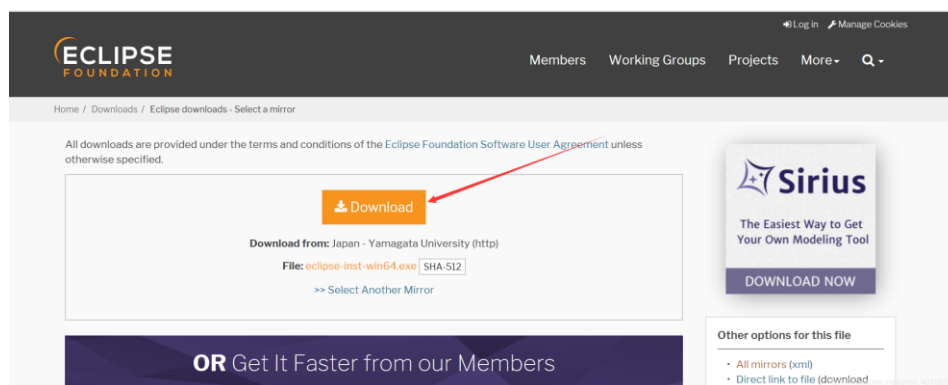 Log in Manage Cookies
ECLIPSE
FOUNDATION
Members Working Groups Projects More
Home / Downloads / Eclipse downloads - Select a mirror
All downloads are provided under the terms and conditions of the Eclipse Foundation Software User Agreement unless
otherwise specified.
Download
Download from: Japan - Yamagata University (http)
File: eclipse-inst-win64.exe SHA-512
>> Select Another Mirror
OR Get It Faster from our Members
Sirius
The Easiest Way to Get
Your Own Modeling Tool
DOWNLOAD NOW
Other options for this file
• All mirrors (xml)
• Direct link to file (download